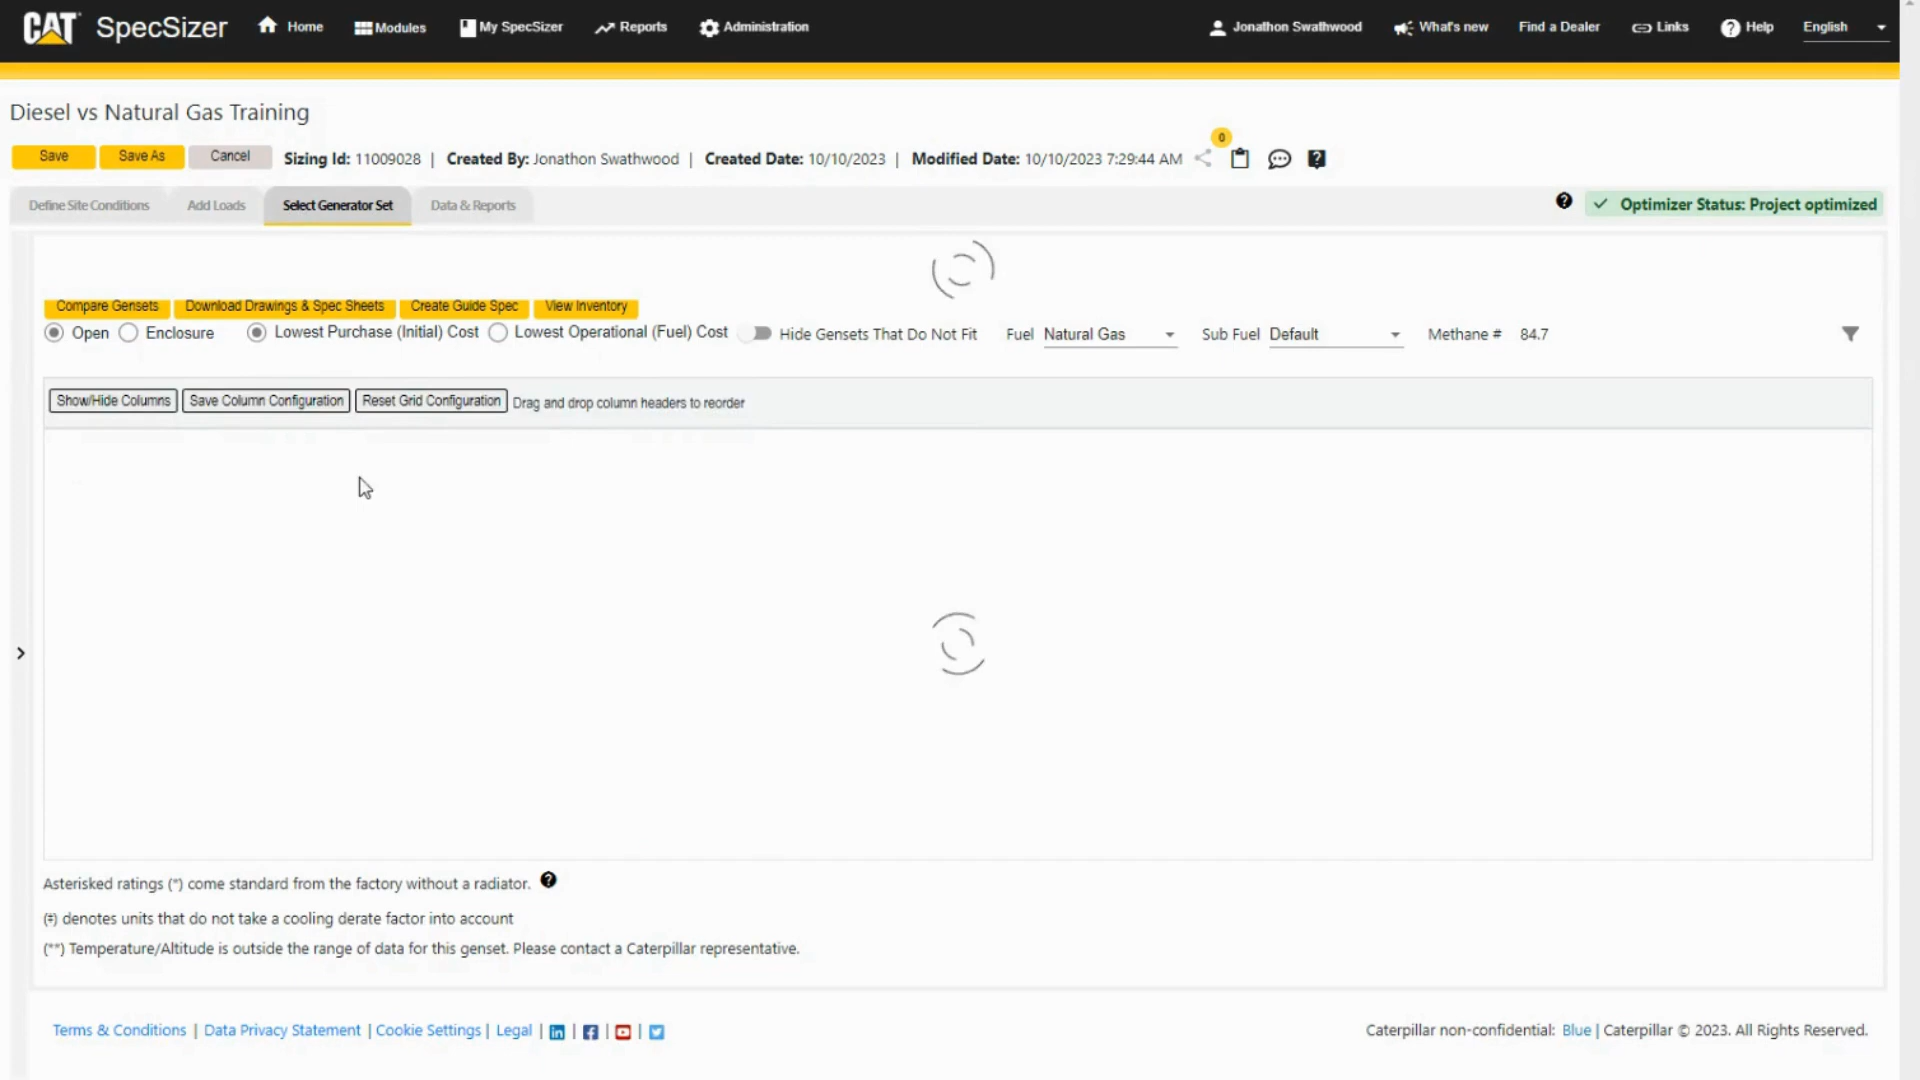 CAT SpecSizer Home Modules My SpecSizer Reports Administration Jonathon Swathwood What's new Find a Dealer Links Help English
Diesel vs Natural Gas Training
0
Save Save As Cancel Sizing Id: 11009028 | Created By: Jonathon Swathwood | Created Date: 10/10/2023 | Modified Date: 10/10/2023 7:29:44 AM
Define Site Conditions Add Loads Select Generator Set Data & Reports Optimizer Status: Project optimized
Compare Gensets Download Drawings & Spec Sheets Create Guide Spec View Inventory
Open Enclosure Lowest Purchase (Initial) Cost Lowest Operational (Fuel) Cost Hide Gensets That Do Not Fit Fuel Natural Gas Sub Fuel Default Methane # 84.7
Show/Hide Columns Save Column Configuration Reset Grid Configuration Drag and drop column headers to reorder
Asterisked ratings (*) come standard from the factory without a radiator.
(‡) denotes units that do not take a cooling derate factor into account
(**) Temperature/Altitude is outside the range of data for this genset. Please contact a Caterpillar representative.
Terms & Conditions | Data Privacy Statement | Cookie Settings | Legal | in | f | | Caterpillar non-confidential: Blue | Caterpillar © 2023. All Rights Reserved.